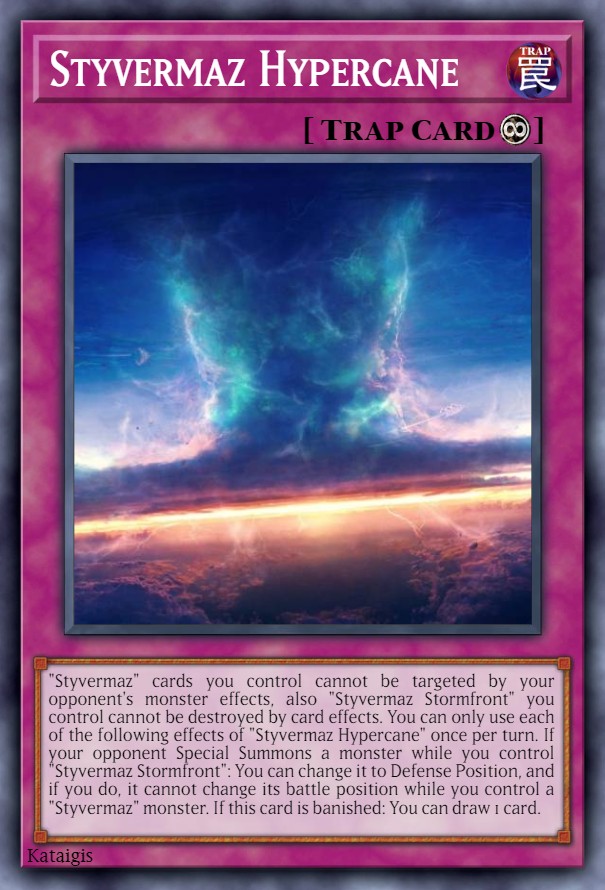 Styvermaz Hypercane
TRAP
罠
[ Trap Card ]
"Styvermaz" cards you control cannot be targeted by your
opponent's monster effects, also "Styvermaz Stormfront" you
control cannot be destroyed by card effects. You can only use each
of the following effects of "Styvermaz Hypercane" once per turn. If
your opponent Special Summons a monster while you control
"Styvermaz Stormfront": You can change it to Defense Position, and
if you do, it cannot change its battle position while you control a
"Styvermaz" monster. If this card is banished: You can draw 1 card.
Kataigis